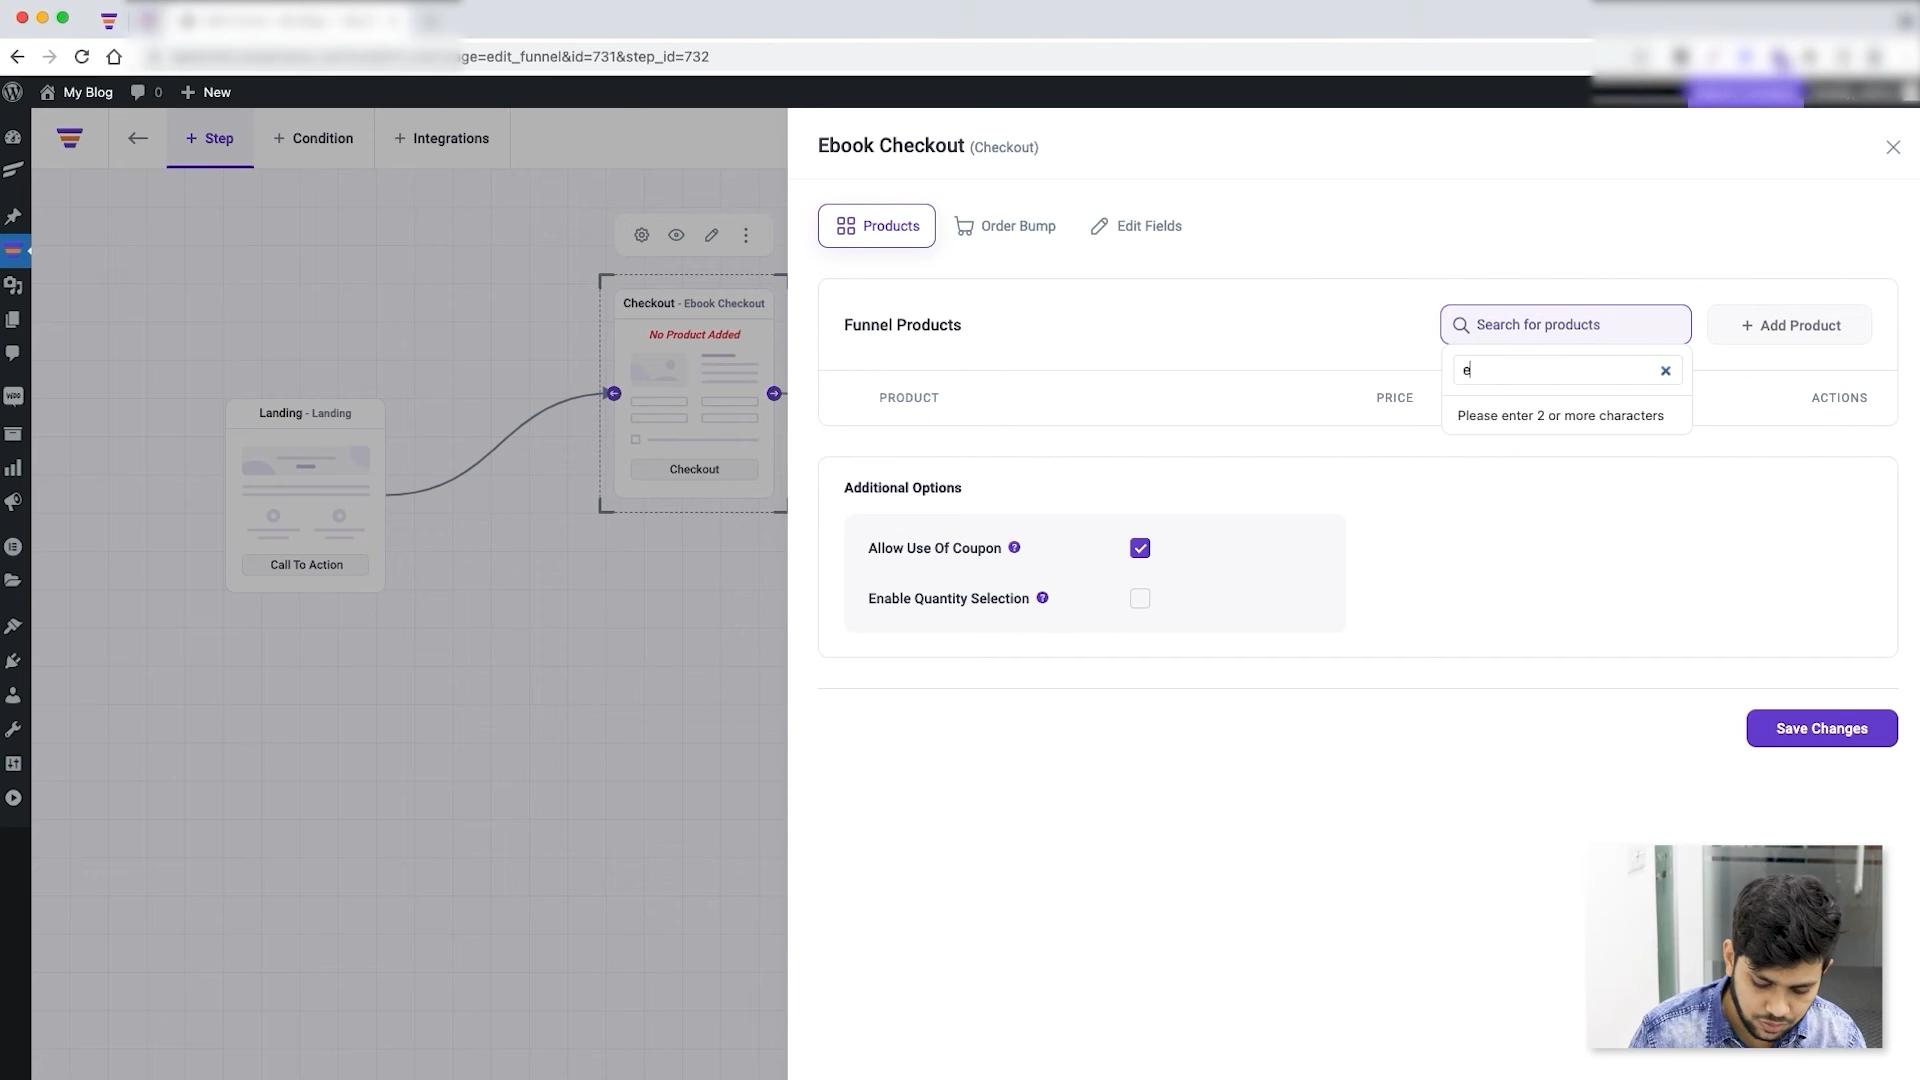 age=edit_funnel&id=731&step_id=732
My Blog 0 + New
+ Step + Condition + Integrations
Ebook Checkout (Checkout)
Products Order Bump Edit Fields
Checkout - Ebook Checkout
No Product Added
Checkout
Landing - Landing
Call To Action
Funnel Products
Search for products
+ Add Product
e
Please enter 2 or more characters
PRODUCT PRICE ACTIONS
Additional Options
Allow Use Of Coupon ?
Enable Quantity Selection ?
Save Changes